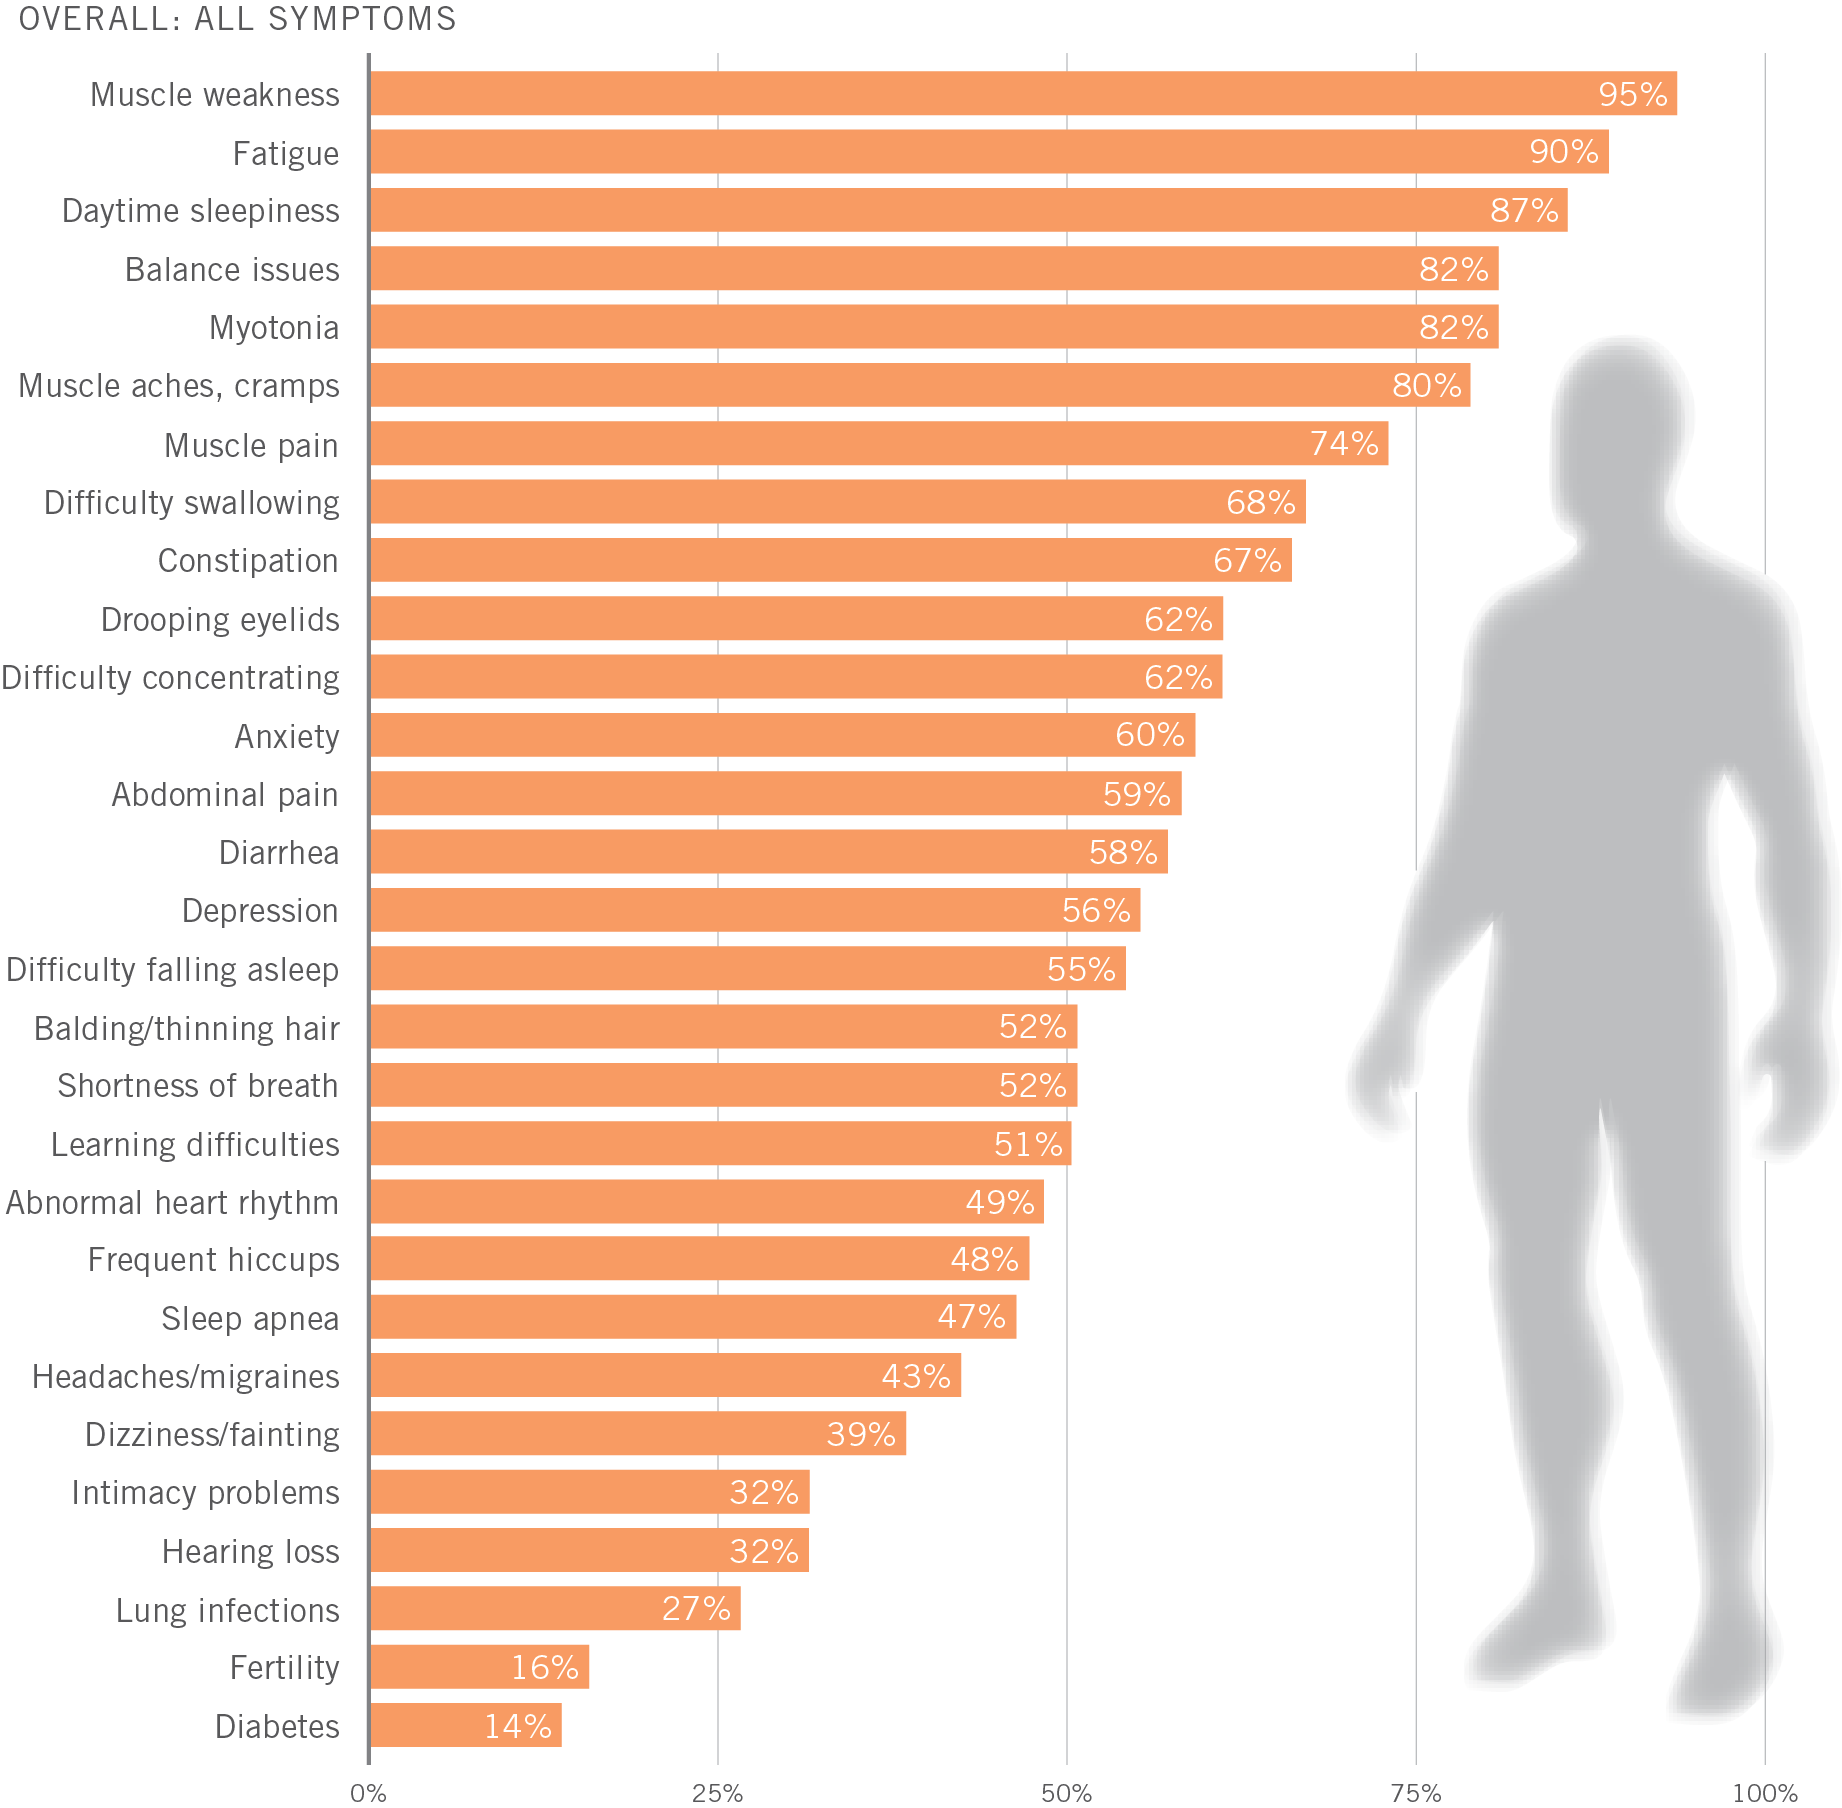 OVERALL: ALL SYMPTOMS
Muscle weakness 95%
Fatigue 90%
Daytime sleepiness 87%
Balance issues 82%
Myotonia 82%
Muscle aches, cramps 80%
Muscle pain 74%
Difficulty swallowing 68%
Constipation 67%
Drooping eyelids 62%
Difficulty concentrating 62%
Anxiety 60%
Abdominal pain 59%
Diarrhea 58%
Depression 56%
Difficulty falling asleep 55%
Balding/thinning hair 52%
Shortness of breath 52%
Learning difficulties 51%
Abnormal heart rhythm 49%
Frequent hiccups 48%
Sleep apnea 47%
Headaches/migraines 43%
Dizziness/fainting 39%
Intimacy problems 32%
Hearing loss 32%
Lung infections 27%
Fertility 16%
Diabetes 14%
0% 25% 50% 75% 100%